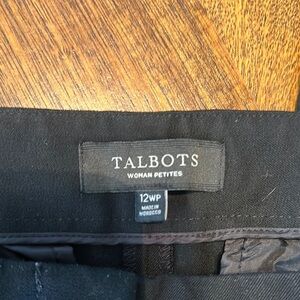 TALBOTS
WOMAN PETITES
12WP
MADE IN
MOROCCO